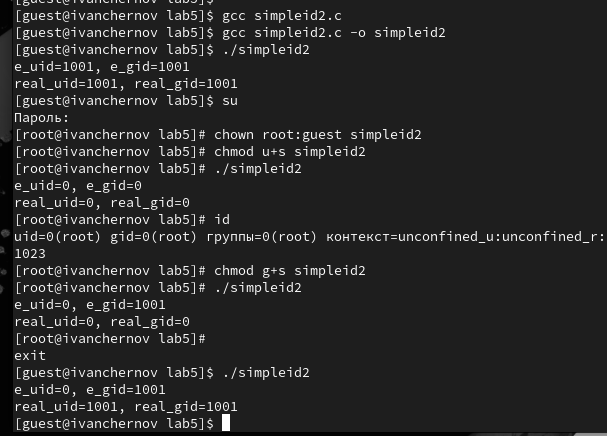 [guest@ivanchernov lab5]$ gcc simpleid2.c
[guest@ivanchernov lab5]$ gcc simpleid2.c -o simpleid2
[guest@ivanchernov lab5]$ ./simpleid2
e_uid=1001, e_gid=1001
real_uid=1001, real_gid=1001
[guest@ivanchernov lab5]$ su
Пароль:
[root@ivanchernov lab5]# chown root:guest simpleid2
[root@ivanchernov lab5]# chmod u+s simpleid2
[root@ivanchernov lab5]# ./simpleid2
e_uid=0, e_gid=0
real_uid=0, real_gid=0
[root@ivanchernov lab5]# id
uid=0(root) gid=0(root) группы=0(root) контекст=unconfined_u:unconfined_r:
1023
[root@ivanchernov lab5]# chmod g+s simpleid2
[root@ivanchernov lab5]# ./simpleid2
e_uid=0, e_gid=1001
real_uid=0, real_gid=0
[root@ivanchernov lab5]#
exit
[guest@ivanchernov lab5]$ ./simpleid2
e_uid=0, e_gid=1001
real_uid=1001, real_gid=1001
[guest@ivanchernov lab5]$